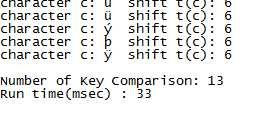 character c: û  shift t(c): 6
character c: ü  shift t(c): 6
character c: ý  shift t(c): 6
character c: þ  shift t(c): 6
character c: ÿ  shift t(c): 6
Number of Key Comparison: 13
Run time(msec) : 33